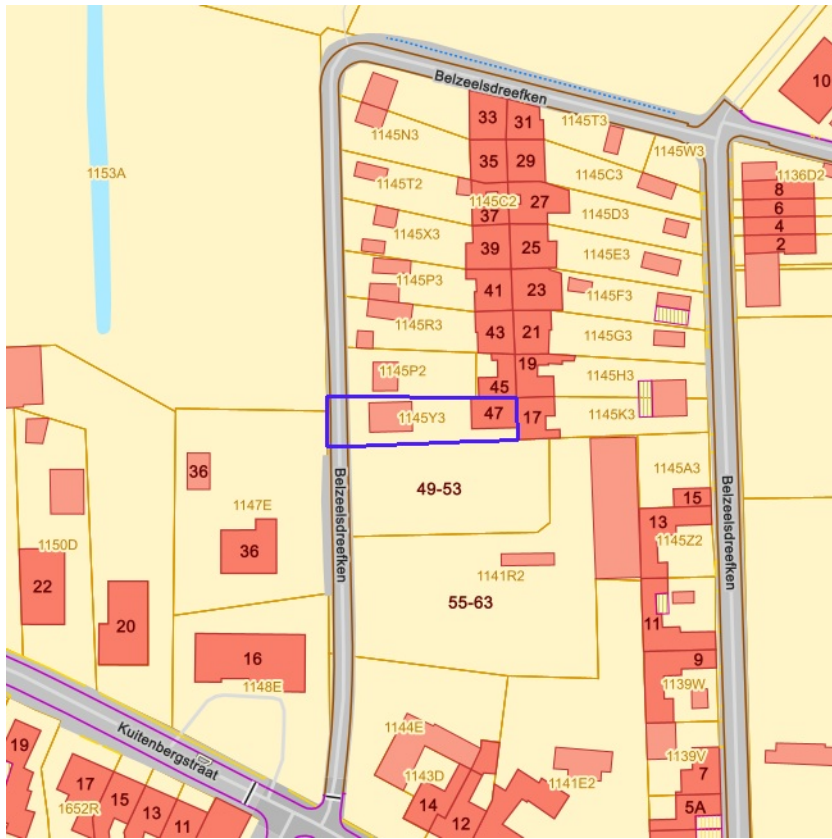 Belzeelsdreefken
10
33
31
1145T3
1145N3
1145W3
35
29
1145C3
1136D2
1153A
1145T2
8
1145C2
27
6
37
1145D3
4
1145X3
2
39
25
1145E3
1145P3
41
23
1145F3
1145R3
43
21
1145G3
19
1145P2
1145H3
45
1145Y3
47
17
1145K3
36
1145A3
Belzeelsdreefken
49-53
Belzeelsdreefken
15
1147E
13
1145Z2
1150D
36
22
1141R2
55-63
20
11
16
9
1148E
1139W
1144E
Kuitenbergstraat
19
1139V
1143D
1141E2
17
7
15
14
5A
1652R
13
12
11